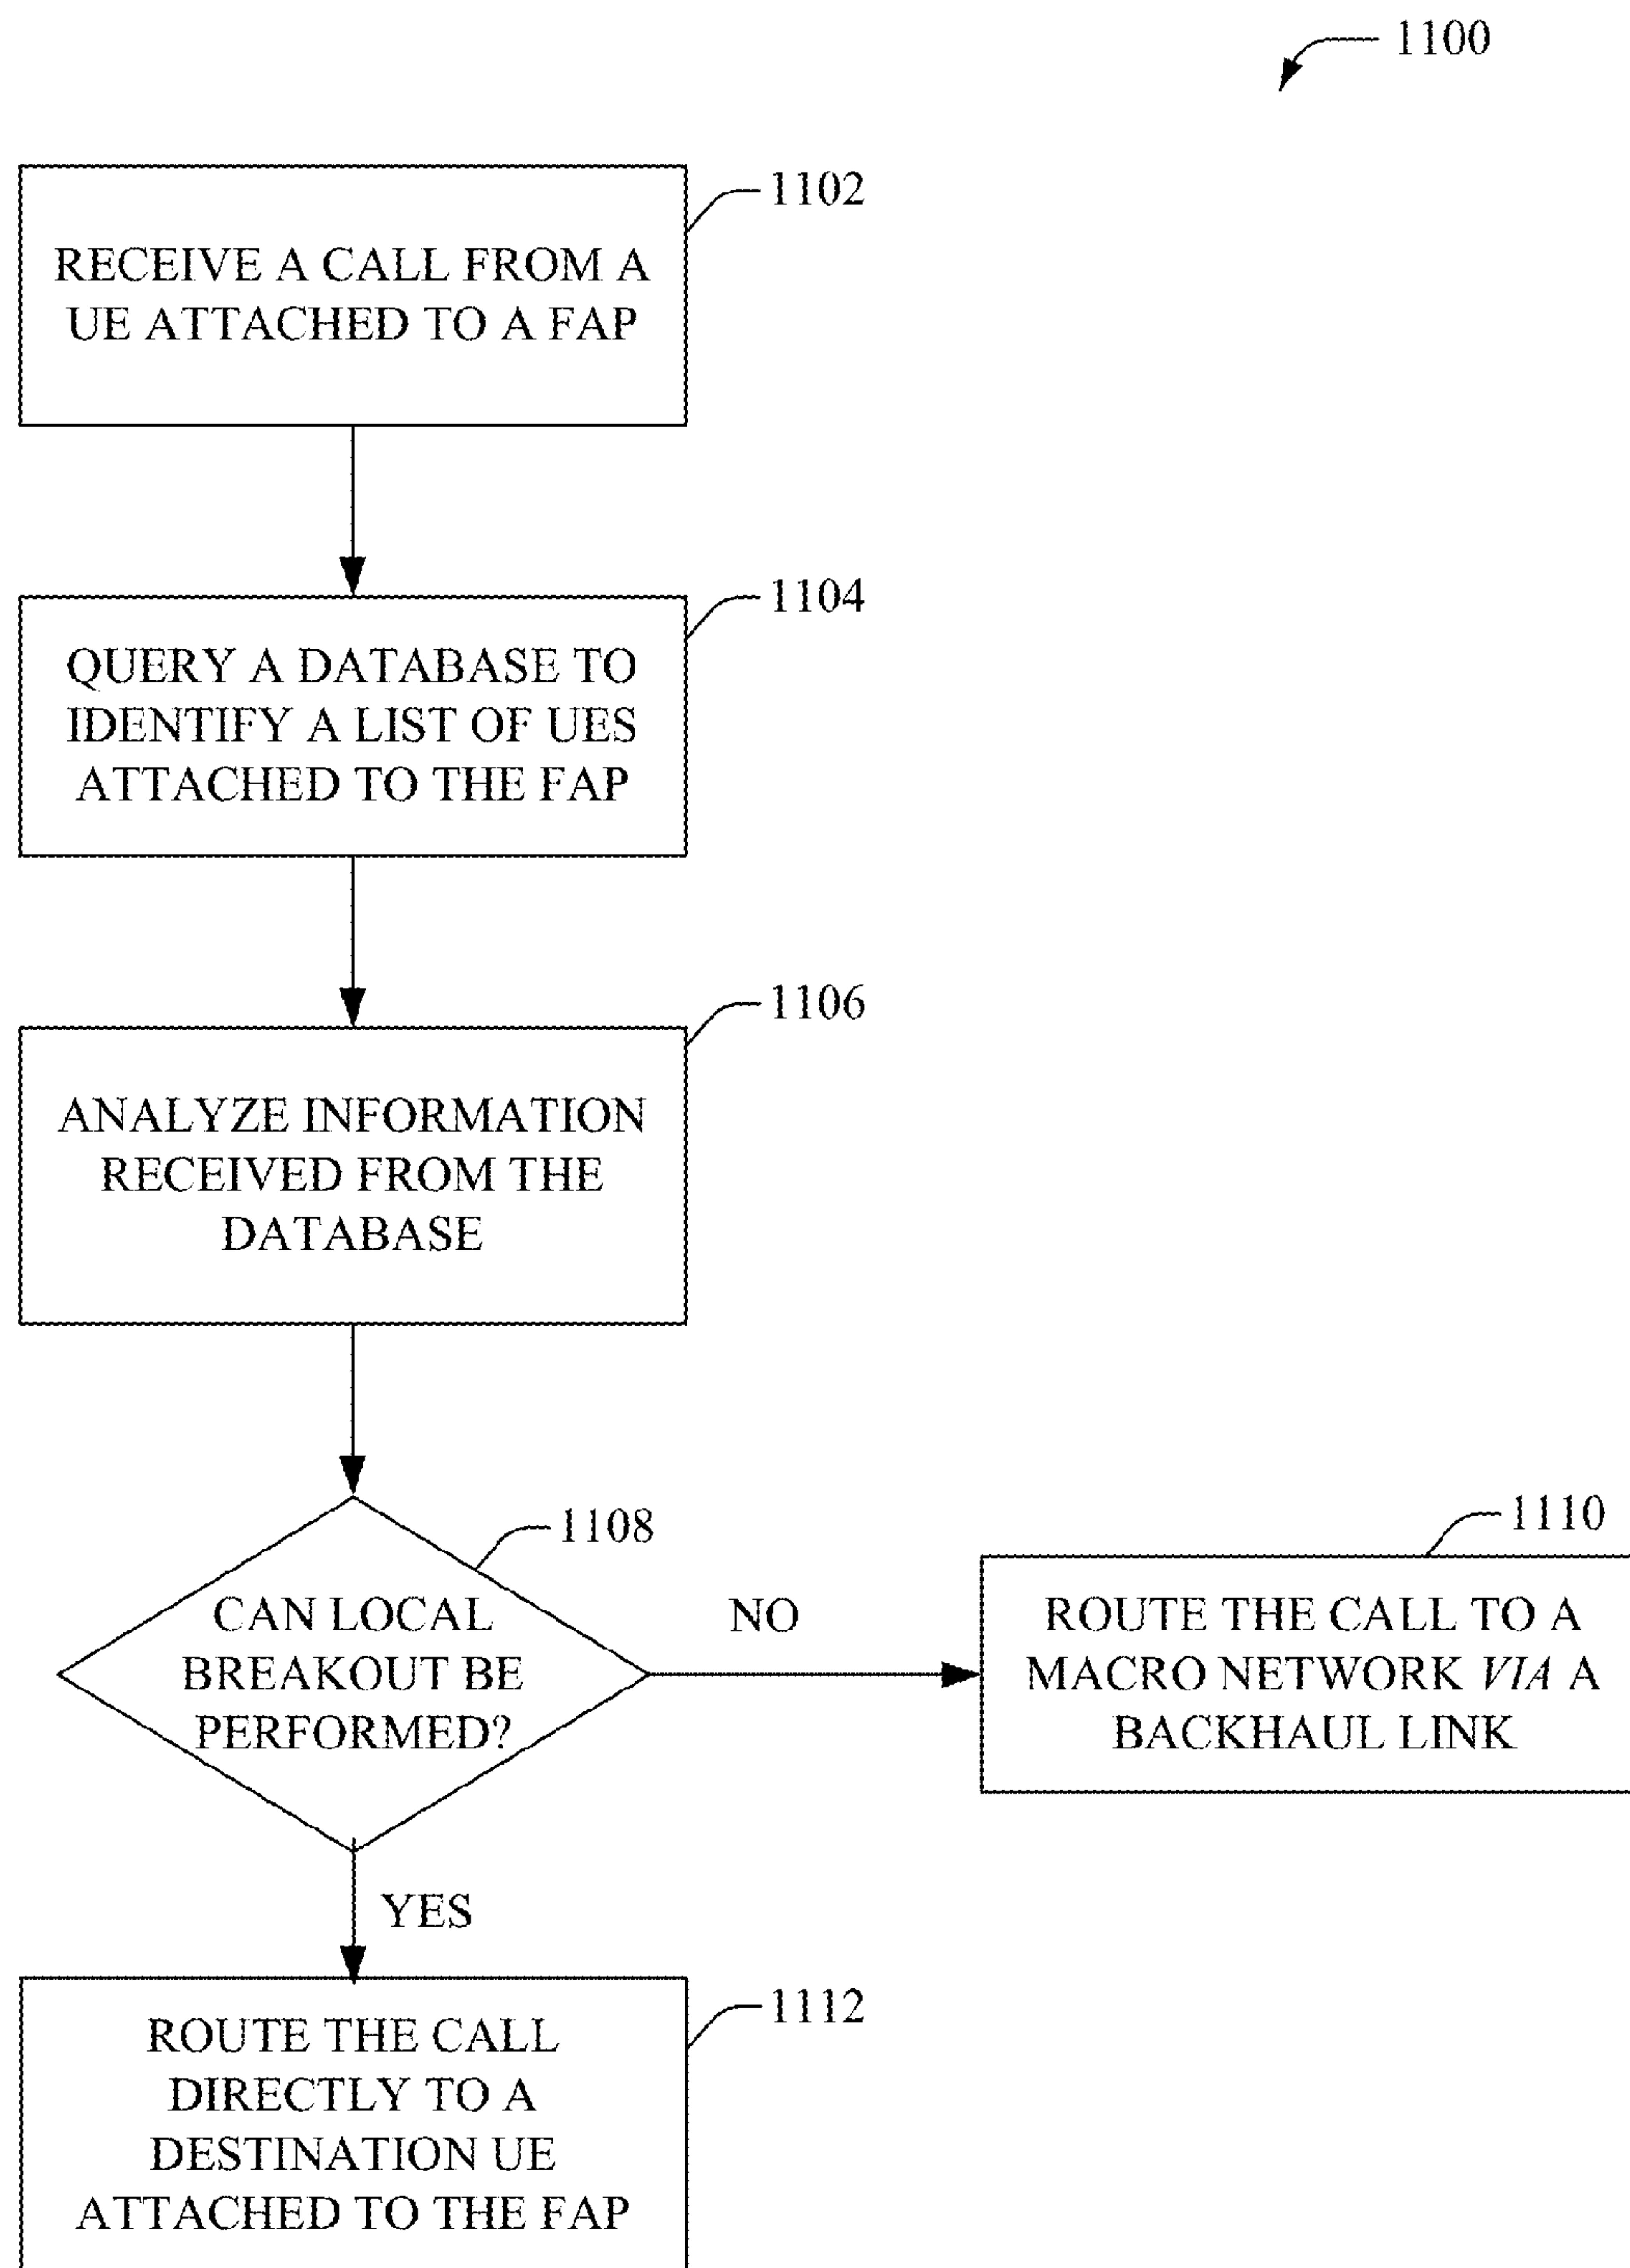 1100
1102
RECEIVE A CALL FROM A
UE ATTACHED TO A FAP
1104
QUERY A DATABASE TO
IDENTIFY A LIST OF UES
ATTACHED TO THE FAP
1106
ANALYZE INFORMATION
RECEIVED FROM THE
DATABASE
1108
CAN LOCAL
BREAKOUT BE
PERFORMED?
NO
1110
ROUTE THE CALL TO A
MACRO NETWORK VIA A
BACKHAUL LINK
YES
1112
ROUTE THE CALL
DIRECTLY TO A
DESTINATION UE
ATTACHED TO THE FAP